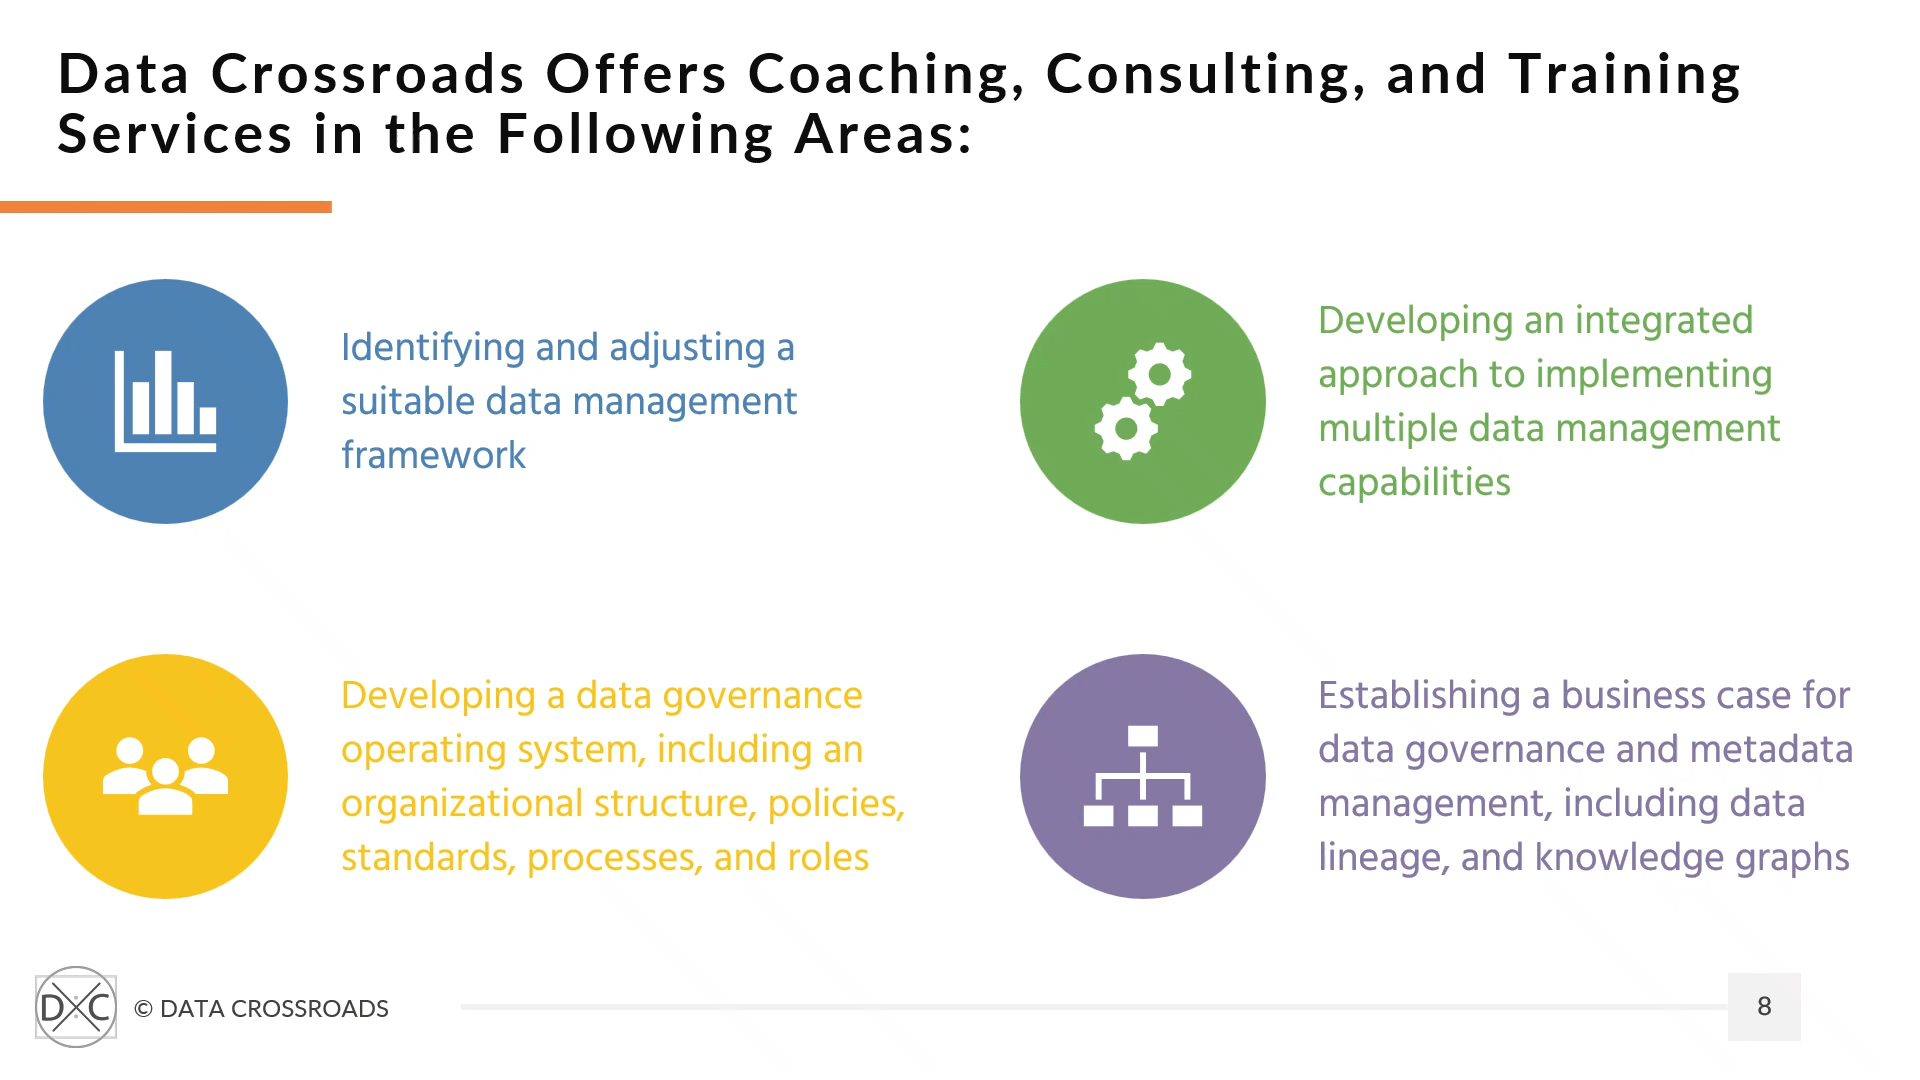 Data Crossroads Offers Coaching, Consulting, and Training
Services in the Following Areas:
Identifying and adjusting a
suitable data management
framework
Developing an integrated
approach to implementing
multiple data management
capabilities
Developing a data governance
operating system, including an
organizational structure, policies,
standards, processes, and roles
Establishing a business case for
data governance and metadata
management, including data
lineage, and knowledge graphs
D C
© DATA CROSSROADS
8